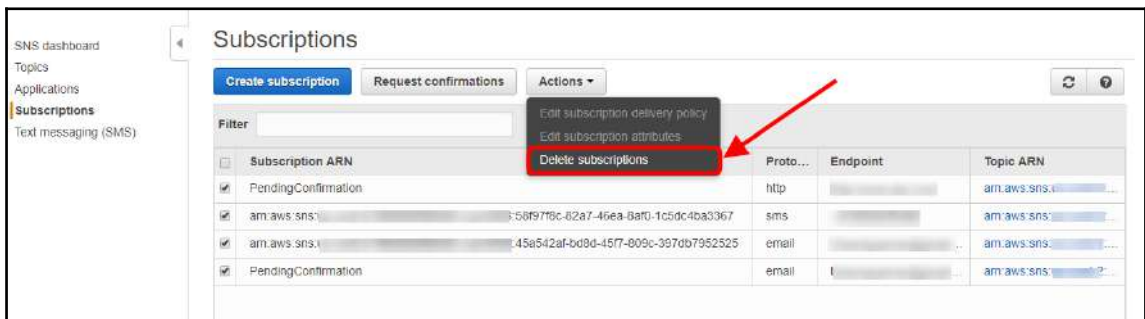 Subscriptions
SNS dashboard
Topics
Applications
Subscriptions
Text messaging (SMS)
Create subscription Request confirmations Actions
Edit subscription delivery policy
Edit subscription attributes
Delete subscriptions
Filter
Subscription ARN Proto... Endpoint Topic ARN
PendingConfirmation http arn:aws:sns: ...
arn:aws:sns: :58f97f8c-82a7-46ea-8af0-1c5dc4ba3367 sms arn:aws:sns: ...
arn:aws:sns: :45a542af-bd8d-45f7-809c-397db7952525 email ... arn:aws:sns: ...
PendingConfirmation email ... arn:aws:sns: ...